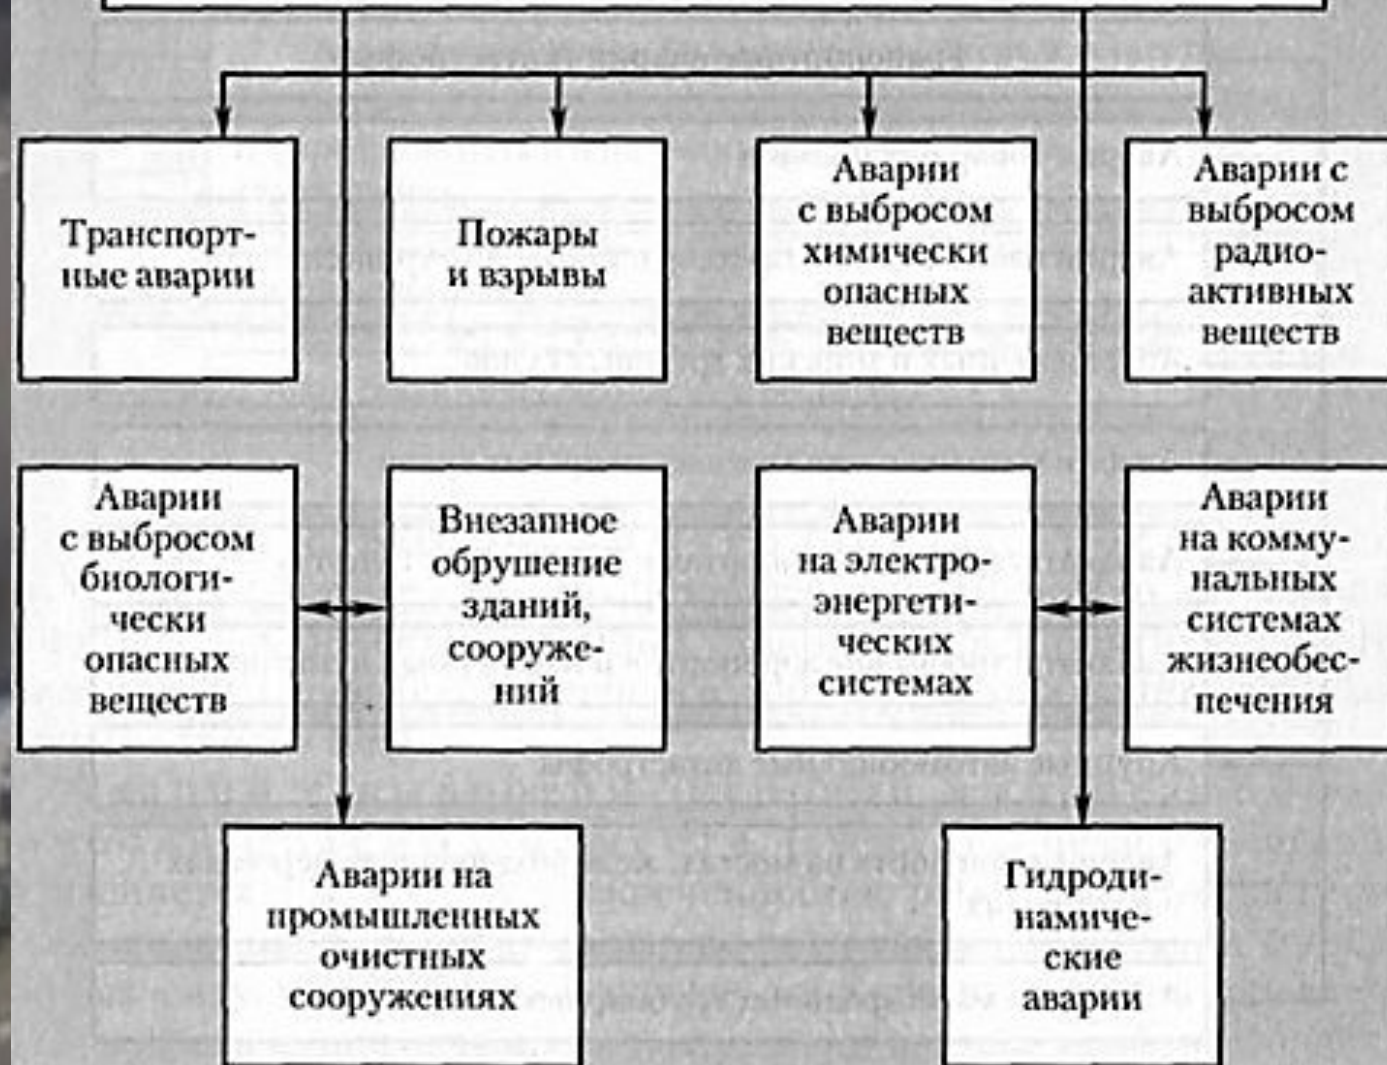 Транспорт-
ные аварии
Пожары
и взрывы
Аварии
с выбросом
химически
опасных
веществ
Аварии с
выбросом
радио-
активных
веществ
Аварии
с выбросом
биологи-
чески
опасных
веществ
Внезапное
обрушение
зданий,
сооруже-
ний
Аварии
на электро-
энергети-
ческих
системах
Аварии
на комму-
нальных
системах
жизнеобес-
печения
Аварии на
промышленных
очистных
сооружениях
Гидроди-
намиче-
ские
аварии